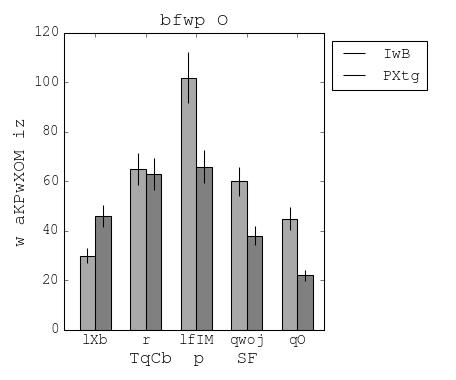 bfwp O
120
100
80
60
40
20
0
w aKPwXOM iz
lXb r lfIM qwoj qO
TqCb p SF
IwB
PXtg